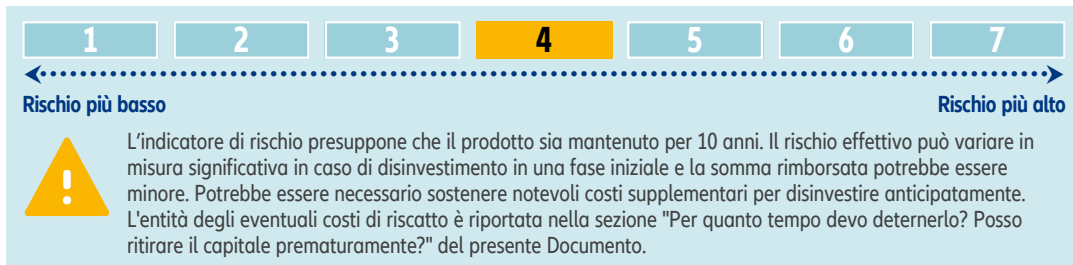 1 2 3 4 5 6 7
Rischio più basso Rischio più alto
L'indicatore di rischio presuppone che il prodotto sia mantenuto per 10 anni. Il rischio effettivo può variare in
misura significativa in caso di disinvestimento in una fase iniziale e la somma rimborsata potrebbe essere
minore. Potrebbe essere necessario sostenere notevoli costi supplementari per disinvestire anticipatamente.
L'entità degli eventuali costi di riscatto è riportata nella sezione "Per quanto tempo devo deternerlo? Posso
ritirare il capitale prematuramente?" del presente Documento.